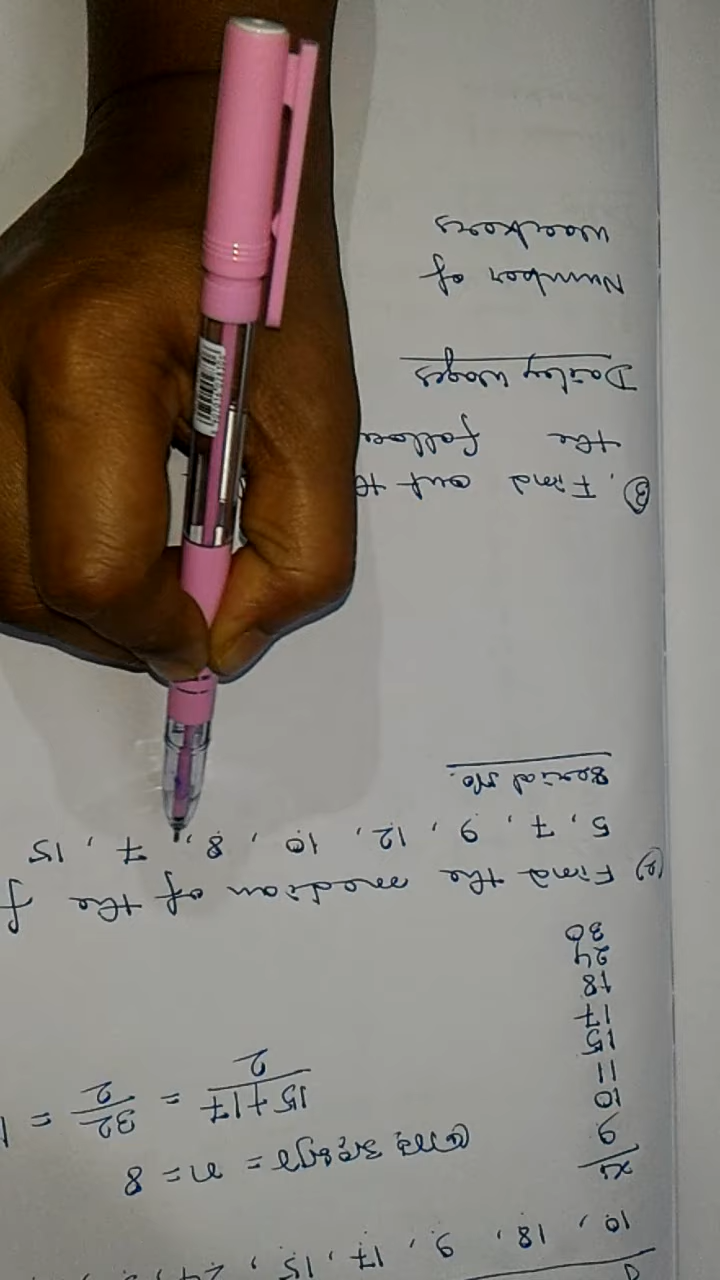 10, 18, 9, 17, 15, 24,
xi
9
10
11
15
17
18
24
30
= n = 8
15+17/2 = 32/2 =
(2) Find the median of the
5, 7, 9, 12, 10, 8, 7, 15
Serial No.
(3). Find out
the follow
Dailey wages
Number of
workers